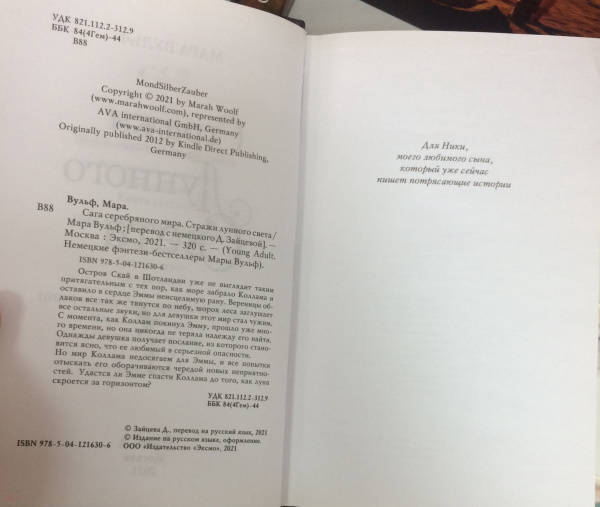 УДК 821.112.2-312.9
ББК 84(4Гем)-44
В88
MondSilberZauber
Copyright © 2021 by Marah Woolf
(www.marahwoolf.com), represented by
AVA international GmbH, Germany
(www.ava-international.de)
Originally published 2012 by Kindle Direct Publishing,
Germany
Вульф, Мара.
В88 Сага серебряного мира. Стражи лунного света /
Мара Вульф ; [перевод с немецкого Д. Зайцевой]. —
Москва : Эксмо, 2021. — 320 с. — (Young Adult.
Немецкие фэнтези-бестселлеры Мары Вульф).
ISBN 978-5-04-121630-6
Остров Скай в Шотландии уже не выглядит таким
притягательным с тех пор, как море забрало Коллама и
оставило в сердце Эммы неисцелимую рану. Вереницы об-
лаков все так же тянутся по небу, шорох леса заглушает
все остальные звуки, но для девушки этот мир стал чужим.
С момента, как Коллам покинул Эмму, прошло уже мно-
го времени, но она никогда не теряла надежду его найти.
Однажды девушка получает послание, из которого стано-
вится ясно, что ее любимый в серьезной опасности.
Но мир Коллама недосягаем для Эммы, и все попытки
отыскать его оборачиваются чередой новых неприятно-
стей. Удастся ли Эмме спасти Коллама до того, как луна
скроется за горизонтом?
УДК 821.112.2-312.9
ББК 84(4Гем)-44
© Зайцева Д., перевод на русский язык, 2021
© Издание на русском языке, оформление.
ISBN 978-5-04-121630-6 ООО «Издательство «Эксмо», 2021
Для Ники,
моего любимого сына,
который уже сейчас
пишет потрясающие истории